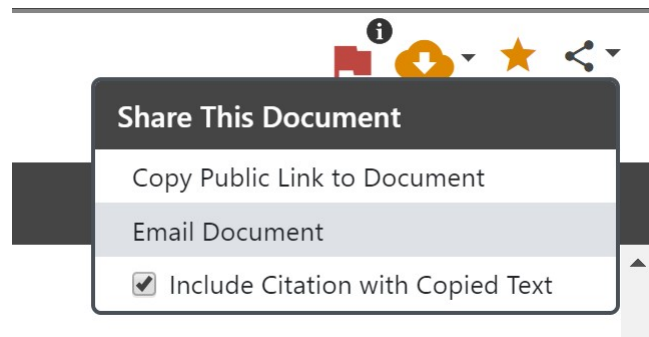 i
Share This Document
Copy Public Link to Document
Email Document
Include Citation with Copied Text